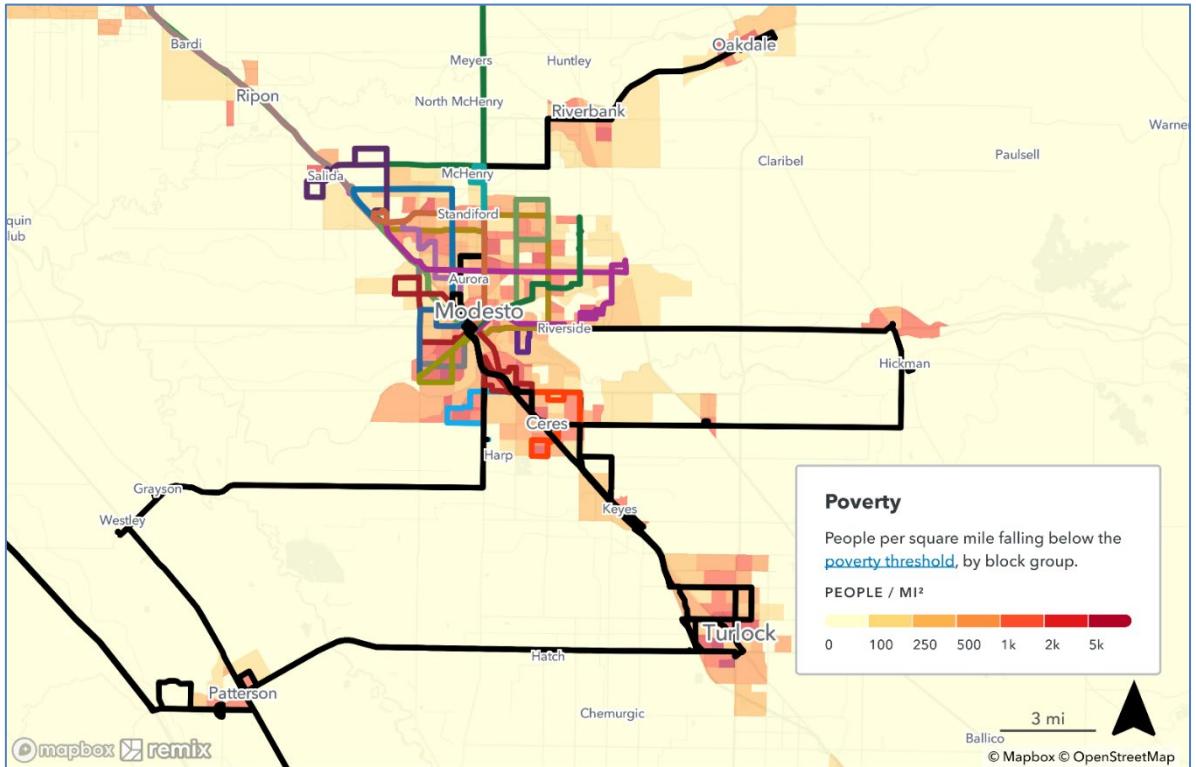 Bardi
Meyers
Huntley
Oakdale
Ripon
North McHenry
Riverbank
Warner
Claribel
Paulsell
Salida
McHenry
Standiford
quin
lub
Aurora
Modesto
Riverside
Hickman
Ceres
Harp
Grayson
Westley
Keyes
Turlock
Hatch
Patterson
Chemurgic
Ballico
Poverty
People per square mile falling below the
poverty threshold, by block group.
PEOPLE / MI²
0 100 250 500 1k 2k 5k
3 mi
mapbox remix
© Mapbox © OpenStreetMap